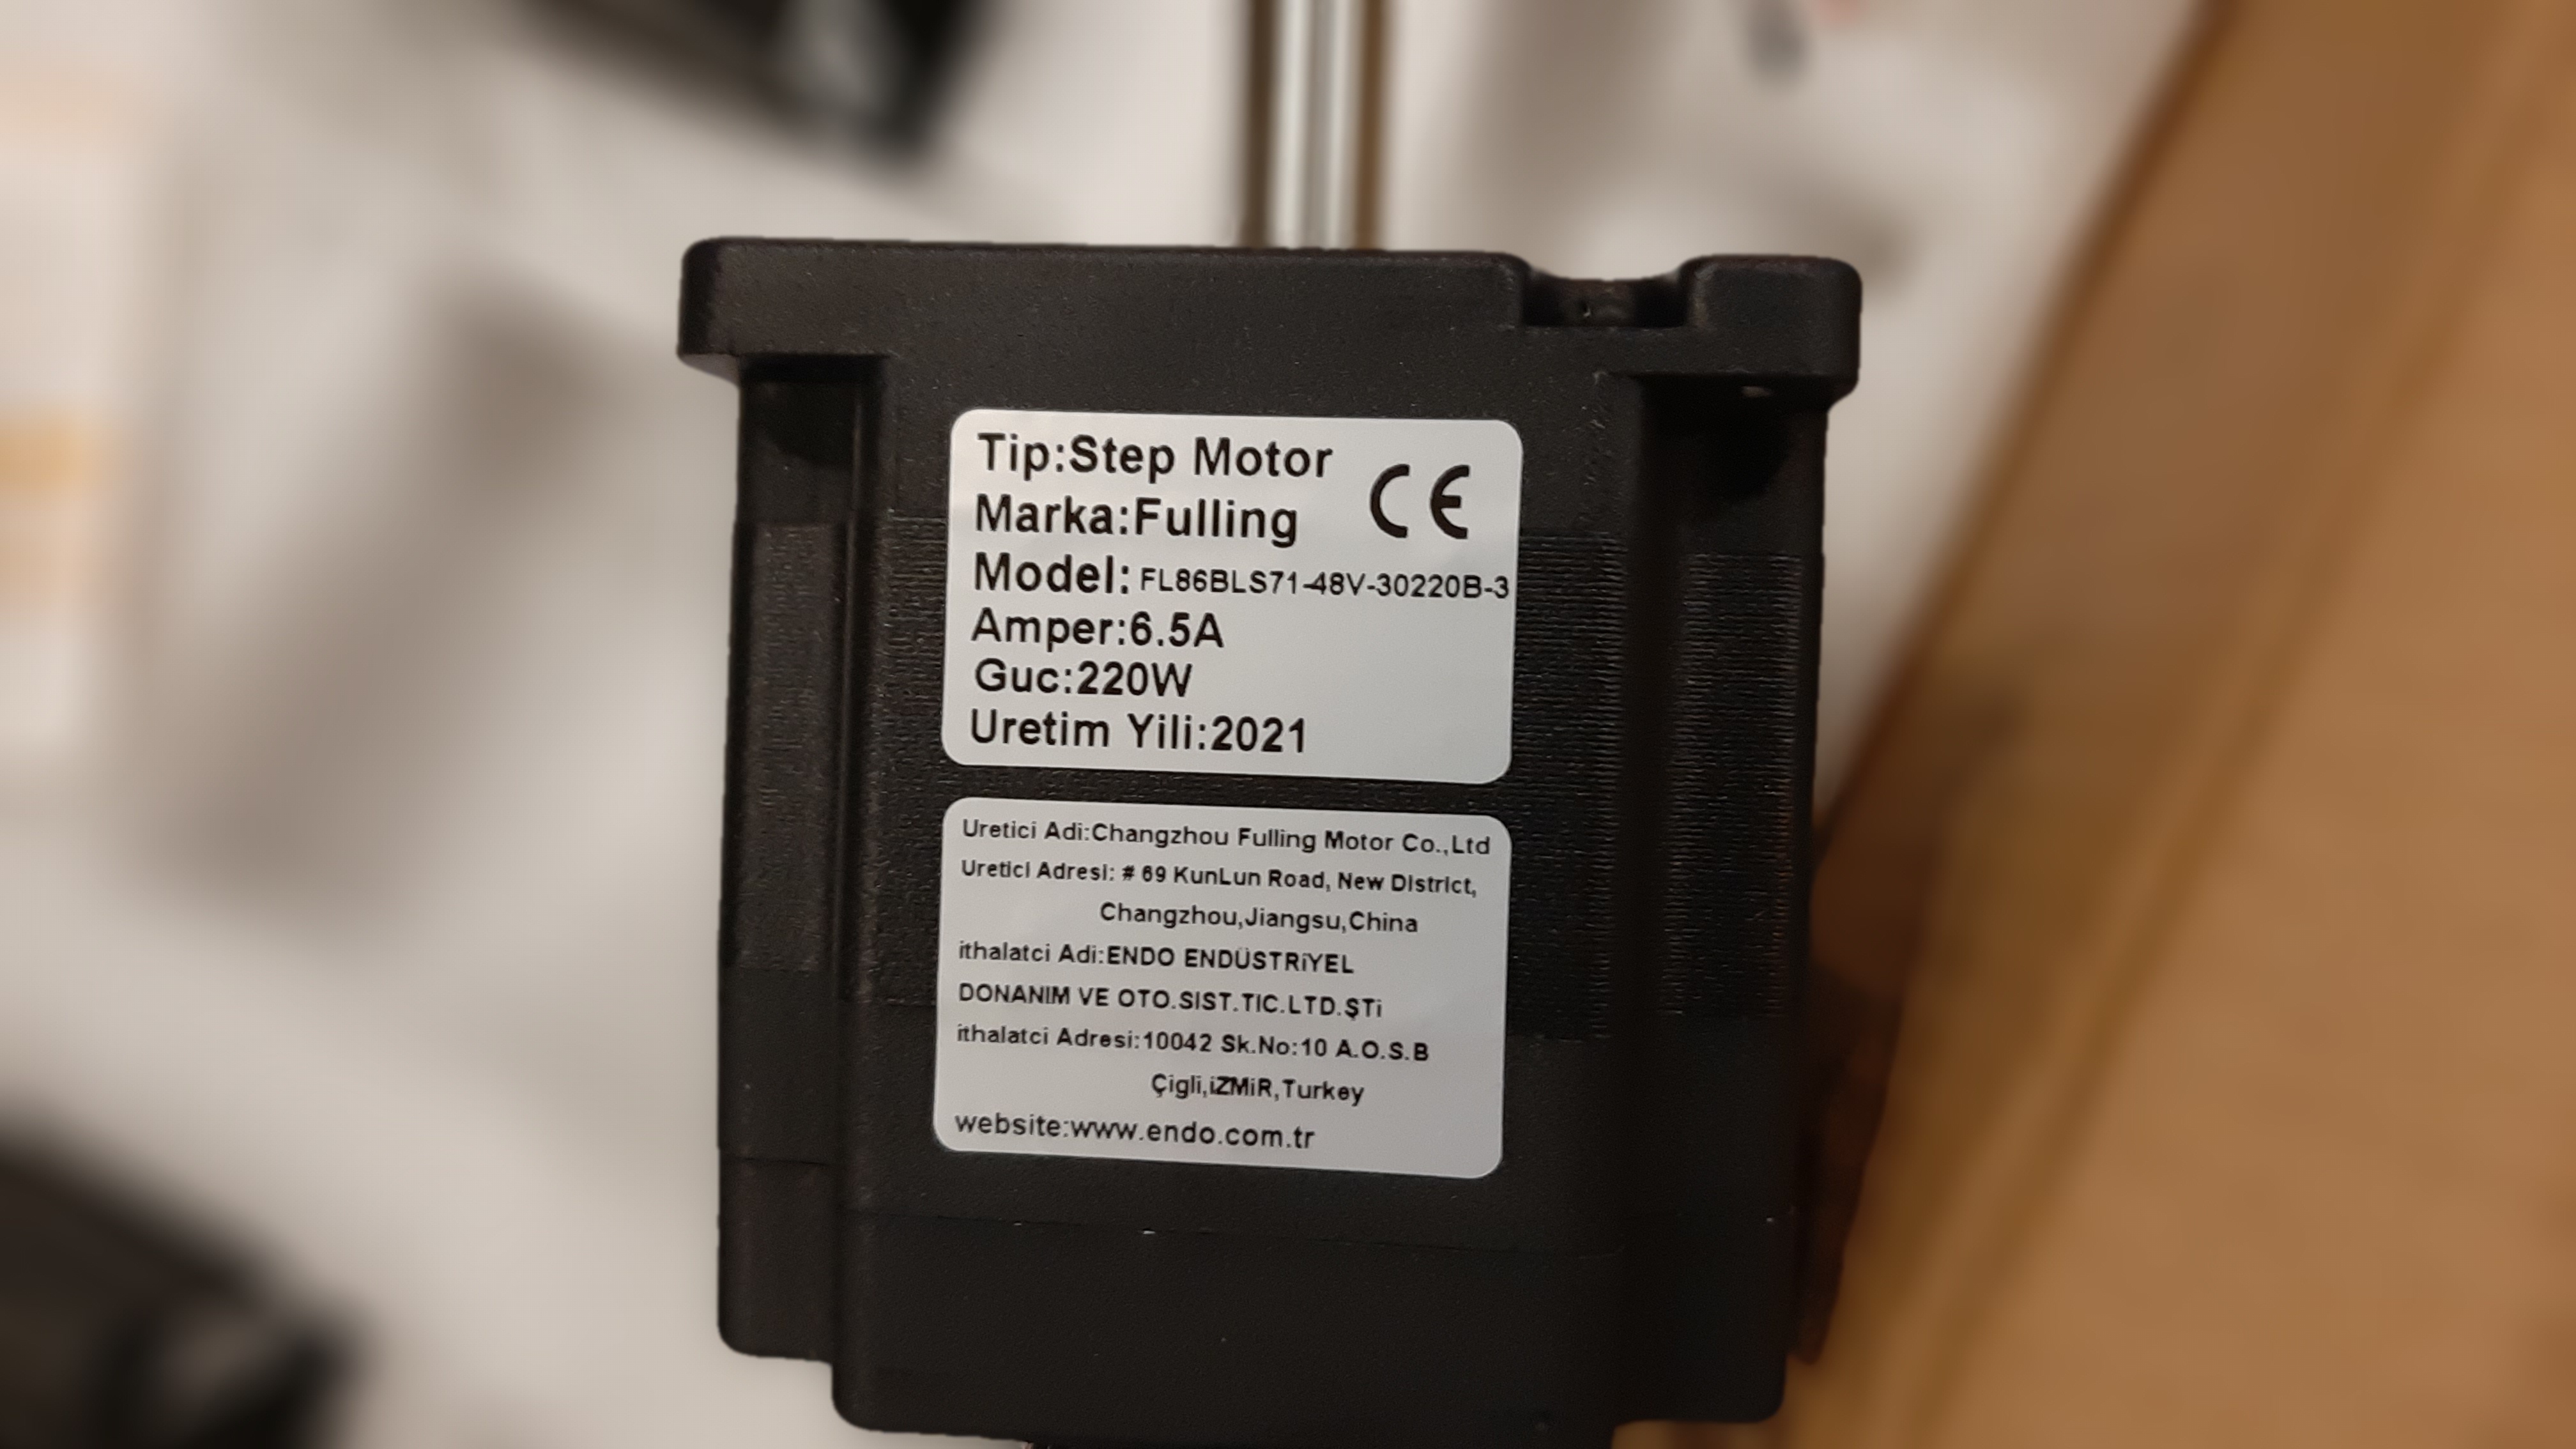 Tip:Step Motor
CE
Marka:Fulling
Model: FL86BLS71-48V-30220B-3
Amper:6.5A
Guc:220W
Uretim Yili:2021
Uretici Adi:Changzhou Fulling Motor Co.,Ltd
Uretici Adresi: # 69 KunLun Road, New District,
Changzhou,Jiangsu,China
ithalatci Adi:ENDO ENDÜSTRiYEL
DONANIM VE OTO.SIST.TIC.LTD.ŞTi
ithalatci Adresi:10042 Sk.No:10 A.O.S.B
Çigli,iZMiR,Turkey
website:www.endo.com.tr